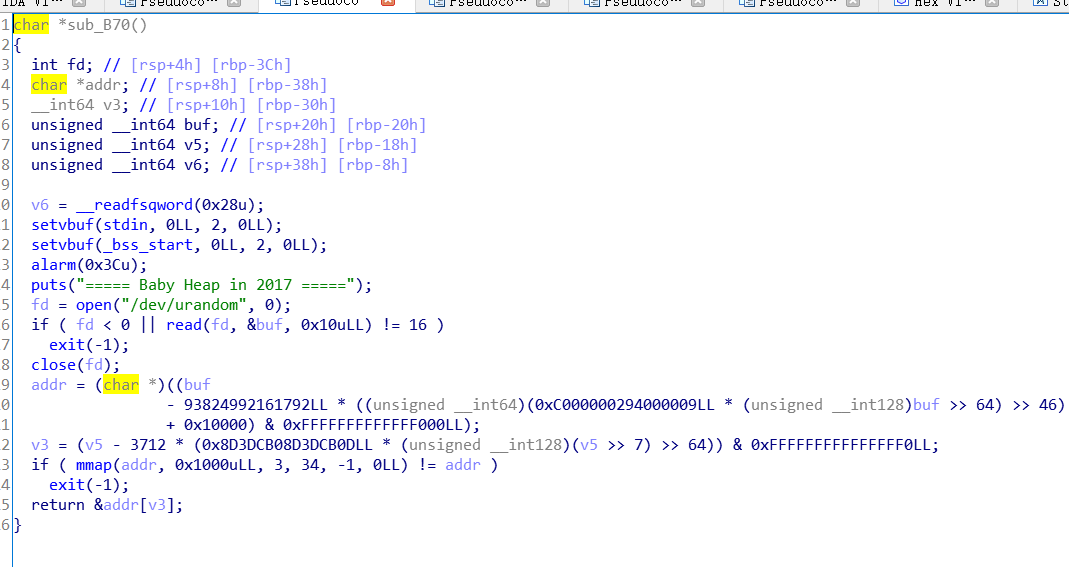 IDA Vi··· Pseudoco··· Pseudoco··· Pseudoco··· Pseudoco··· Pseudoco··· Hex Vi··· St
1 char *sub_B70()
2 {
3 int fd; // [rsp+4h] [rbp-3Ch]
4 char *addr; // [rsp+8h] [rbp-38h]
5 __int64 v3; // [rsp+10h] [rbp-30h]
6 unsigned __int64 buf; // [rsp+20h] [rbp-20h]
7 unsigned __int64 v5; // [rsp+28h] [rbp-18h]
8 unsigned __int64 v6; // [rsp+38h] [rbp-8h]
9
0 v6 = __readfsqword(0x28u);
1 setvbuf(stdin, 0LL, 2, 0LL);
2 setvbuf(_bss_start, 0LL, 2, 0LL);
3 alarm(0x3Cu);
4 puts("===== Baby Heap in 2017 =====");
5 fd = open("/dev/urandom", 0);
6 if ( fd < 0 || read(fd, &buf, 0x10uLL) != 16 )
7 exit(-1);
8 close(fd);
9 addr = (char *)((buf
0 - 93824992161792LL * ((unsigned __int64)(0xC000000294000009LL * (unsigned __int128)buf >> 64) >> 46)
1 + 0x10000) & 0xFFFFFFFFFFFFF000LL);
2 v3 = (v5 - 3712 * (0x8D3DCB08D3DCB0DLL * (unsigned __int128)(v5 >> 7) >> 64)) & 0xFFFFFFFFFFFFFFF0LL;
3 if ( mmap(addr, 0x1000uLL, 3, 34, -1, 0LL) != addr )
4 exit(-1);
5 return &addr[v3];
6 }